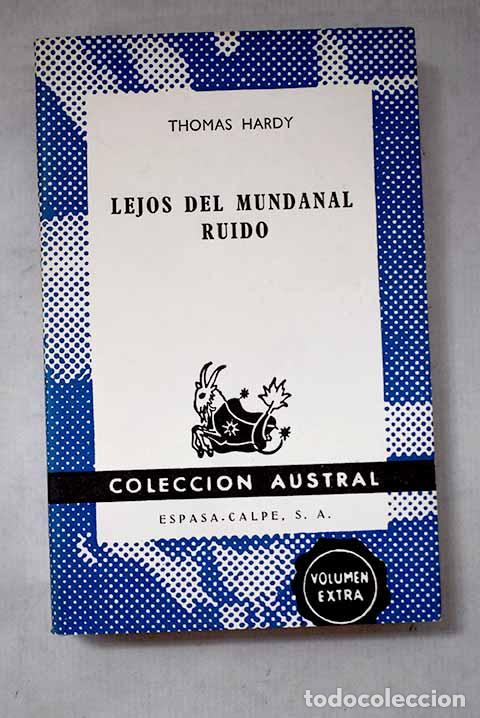 THOMAS HARDY
LEJOS DEL MUNDANAL
RUIDO
COLECCION AUSTRAL
ESPASA-CALPE, S. A.
VOLUMEN
EXTRA
todocoleccion